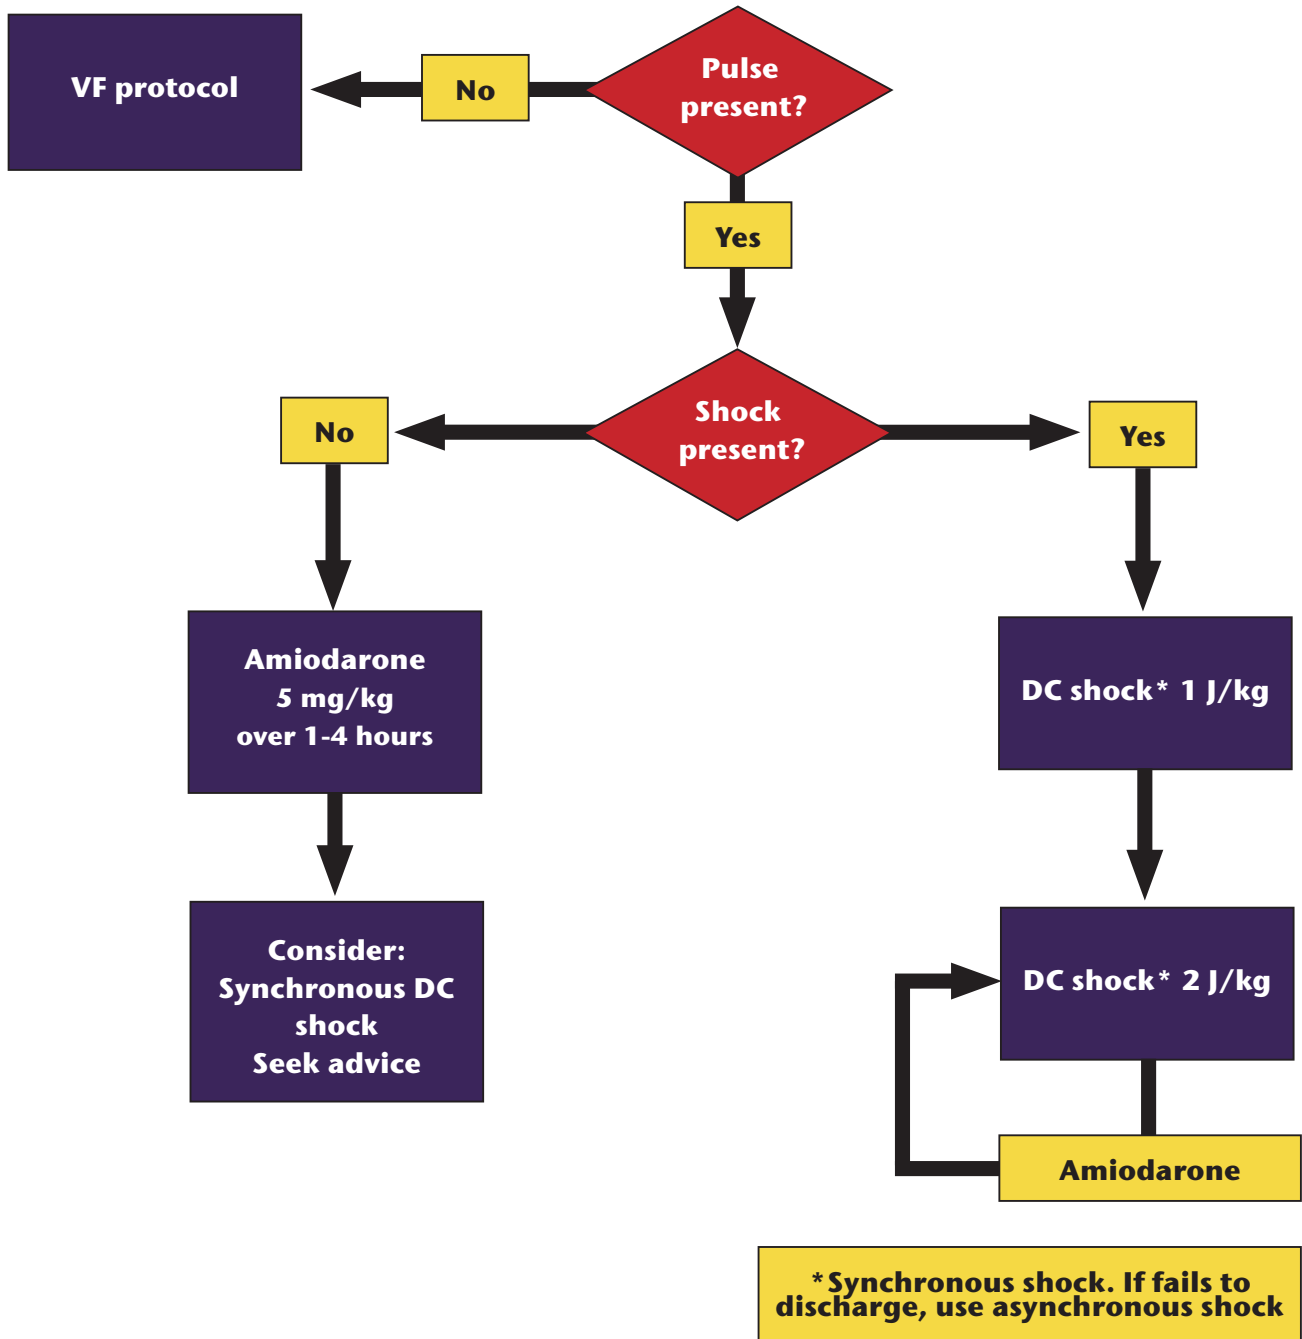 VF protocol
No
Pulse
present?
Yes
Shock
present?
No
Yes
Amiodarone
5 mg/kg
over 1-4 hours
DC shock* 1 J/kg
Consider:
Synchronous DC
shock
Seek advice
DC shock* 2 J/kg
Amiodarone
*Synchronous shock. If fails to
discharge, use asynchronous shock